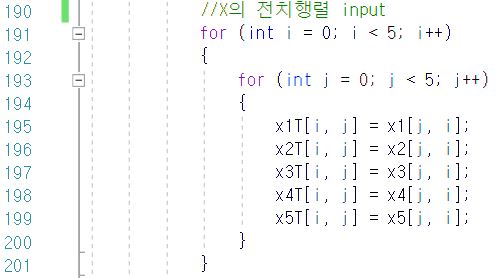 190 //X의 전치행렬 input
191 for (int i = 0; i < 5; i++)
192 {
193 for (int j = 0; j < 5; j++)
194 {
195 x1T[i, j] = x1[j, i];
196 x2T[i, j] = x2[j, i];
197 x3T[i, j] = x3[j, i];
198 x4T[i, j] = x4[j, i];
199 x5T[i, j] = x5[j, i];
200 }
201 }